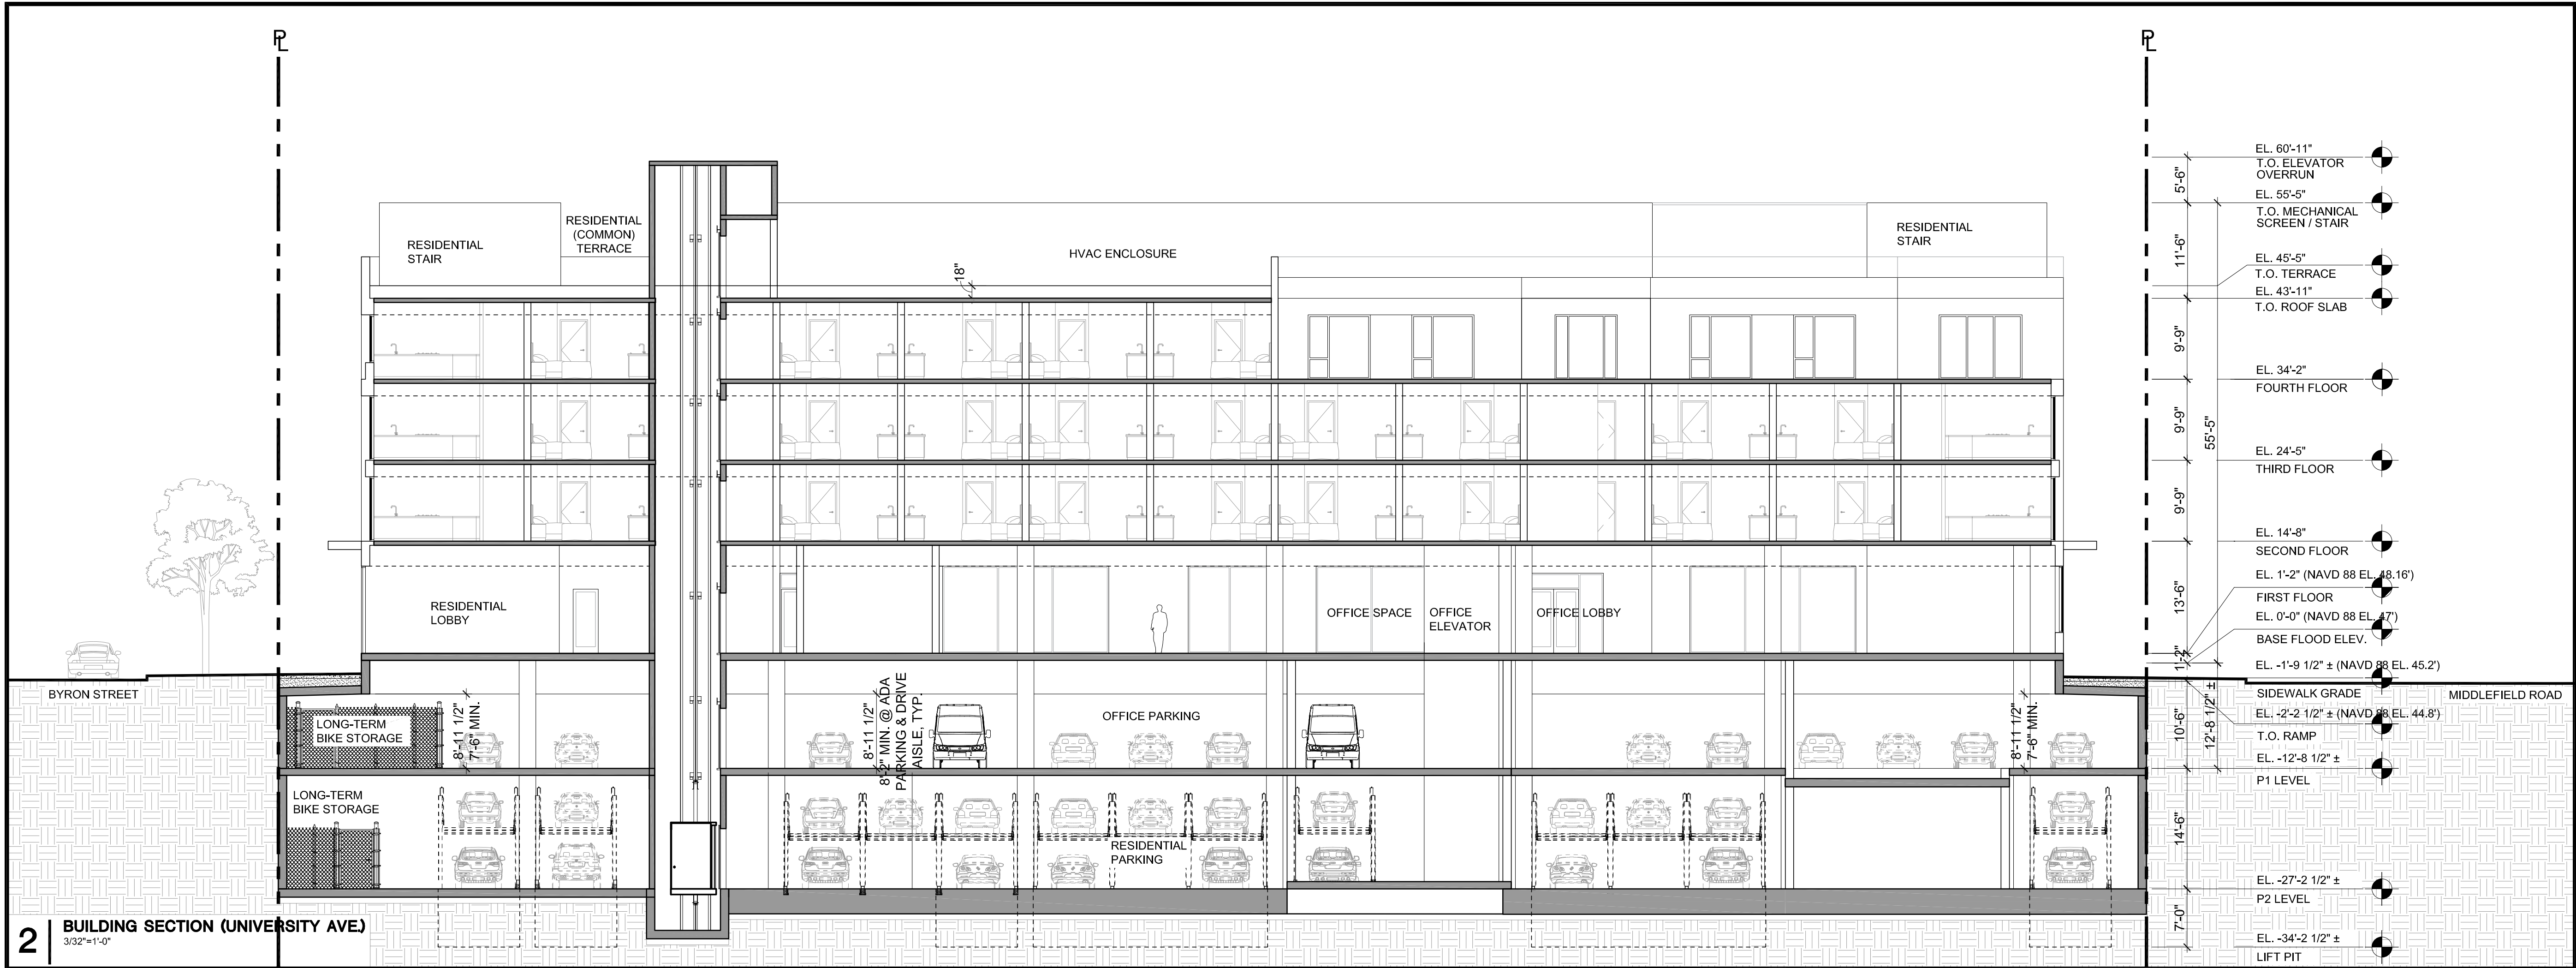 PL
PL
RESIDENTIAL
STAIR
RESIDENTIAL
(COMMON)
TERRACE
HVAC ENCLOSURE
18"
RESIDENTIAL
STAIR
RESIDENTIAL
LOBBY
OFFICE SPACE
OFFICE
ELEVATOR
OFFICE LOBBY
BYRON STREET
MIDDLEFIELD ROAD
LONG-TERM
BIKE STORAGE
8'-11 1/2"
7'-6" MIN.
8'-11 1/2"
8'-2" MIN. @ ADA
PARKING & DRIVE
AISLE, TYP.
OFFICE PARKING
8'-11 1/2"
7'-6" MIN.
LONG-TERM
BIKE STORAGE
RESIDENTIAL
PARKING
5'-6"
11'-6"
9'-9"
9'-9"
9'-9"
13'-6"
1'-2"
10'-6"
14'-6"
7'-0"
55'-5"
12'-8 1/2" ±
EL. 60'-11"
T.O. ELEVATOR
OVERRUN
EL. 55'-5"
T.O. MECHANICAL
SCREEN / STAIR
EL. 45'-5"
T.O. TERRACE
EL. 43'-11"
T.O. ROOF SLAB
EL. 34'-2"
FOURTH FLOOR
EL. 24'-5"
THIRD FLOOR
EL. 14'-8"
SECOND FLOOR
EL. 1'-2" (NAVD 88 EL. 48.16')
FIRST FLOOR
EL. 0'-0" (NAVD 88 EL. 47')
BASE FLOOD ELEV.
EL. -1'-9 1/2" ± (NAVD 88 EL. 45.2')
SIDEWALK GRADE
EL. -2'-2 1/2" ± (NAVD 88 EL. 44.8')
T.O. RAMP
EL. -12'-8 1/2" ±
P1 LEVEL
EL. -27'-2 1/2" ±
P2 LEVEL
EL. -34'-2 1/2" ±
LIFT PIT
2
BUILDING SECTION (UNIVERSITY AVE.)
3/32"=1'-0"